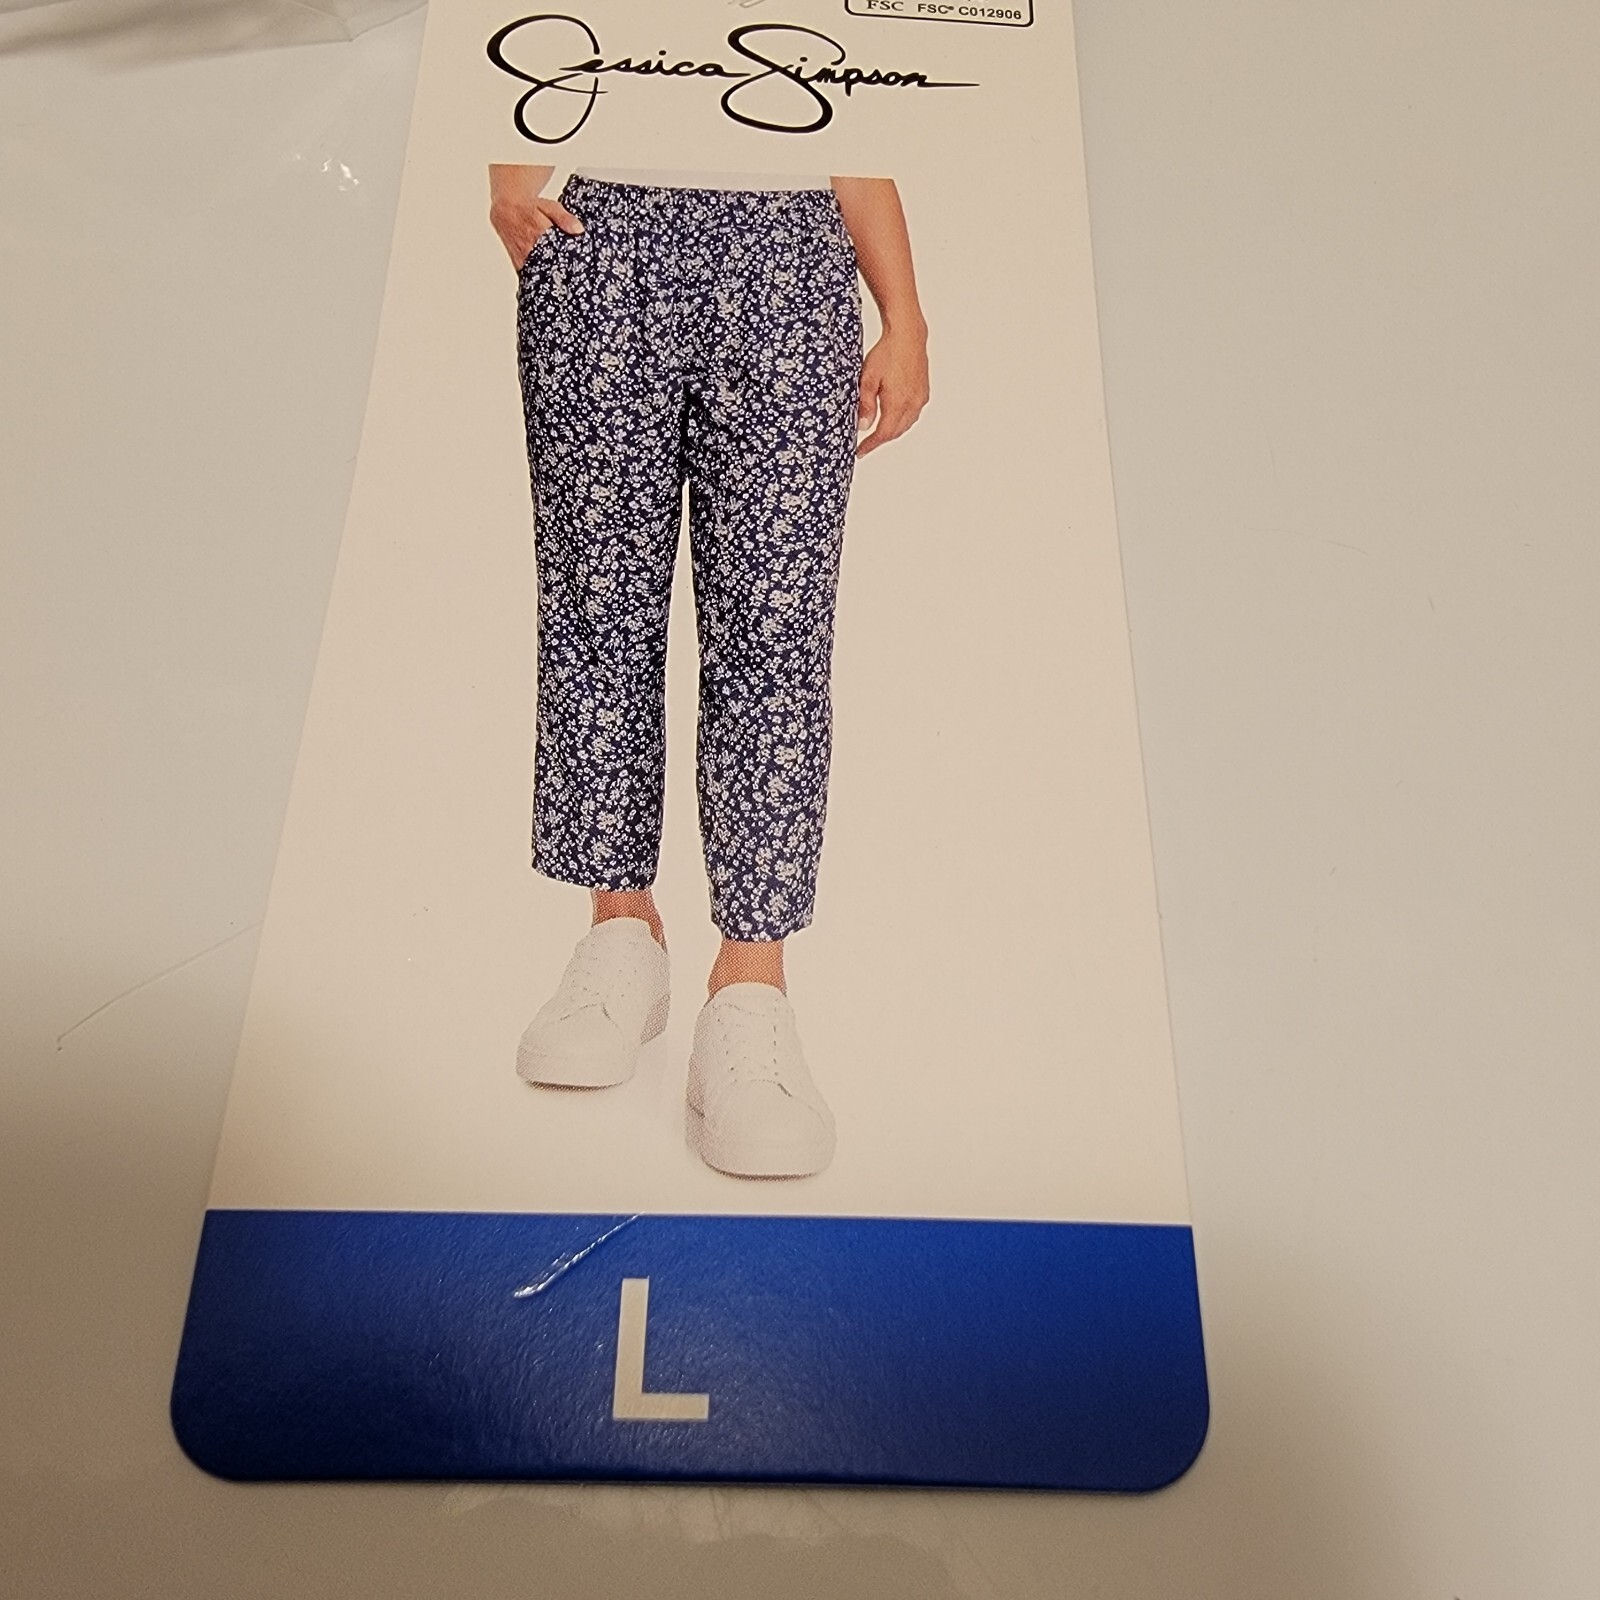 FSC FSC® C012906
Jessica Simpson
L